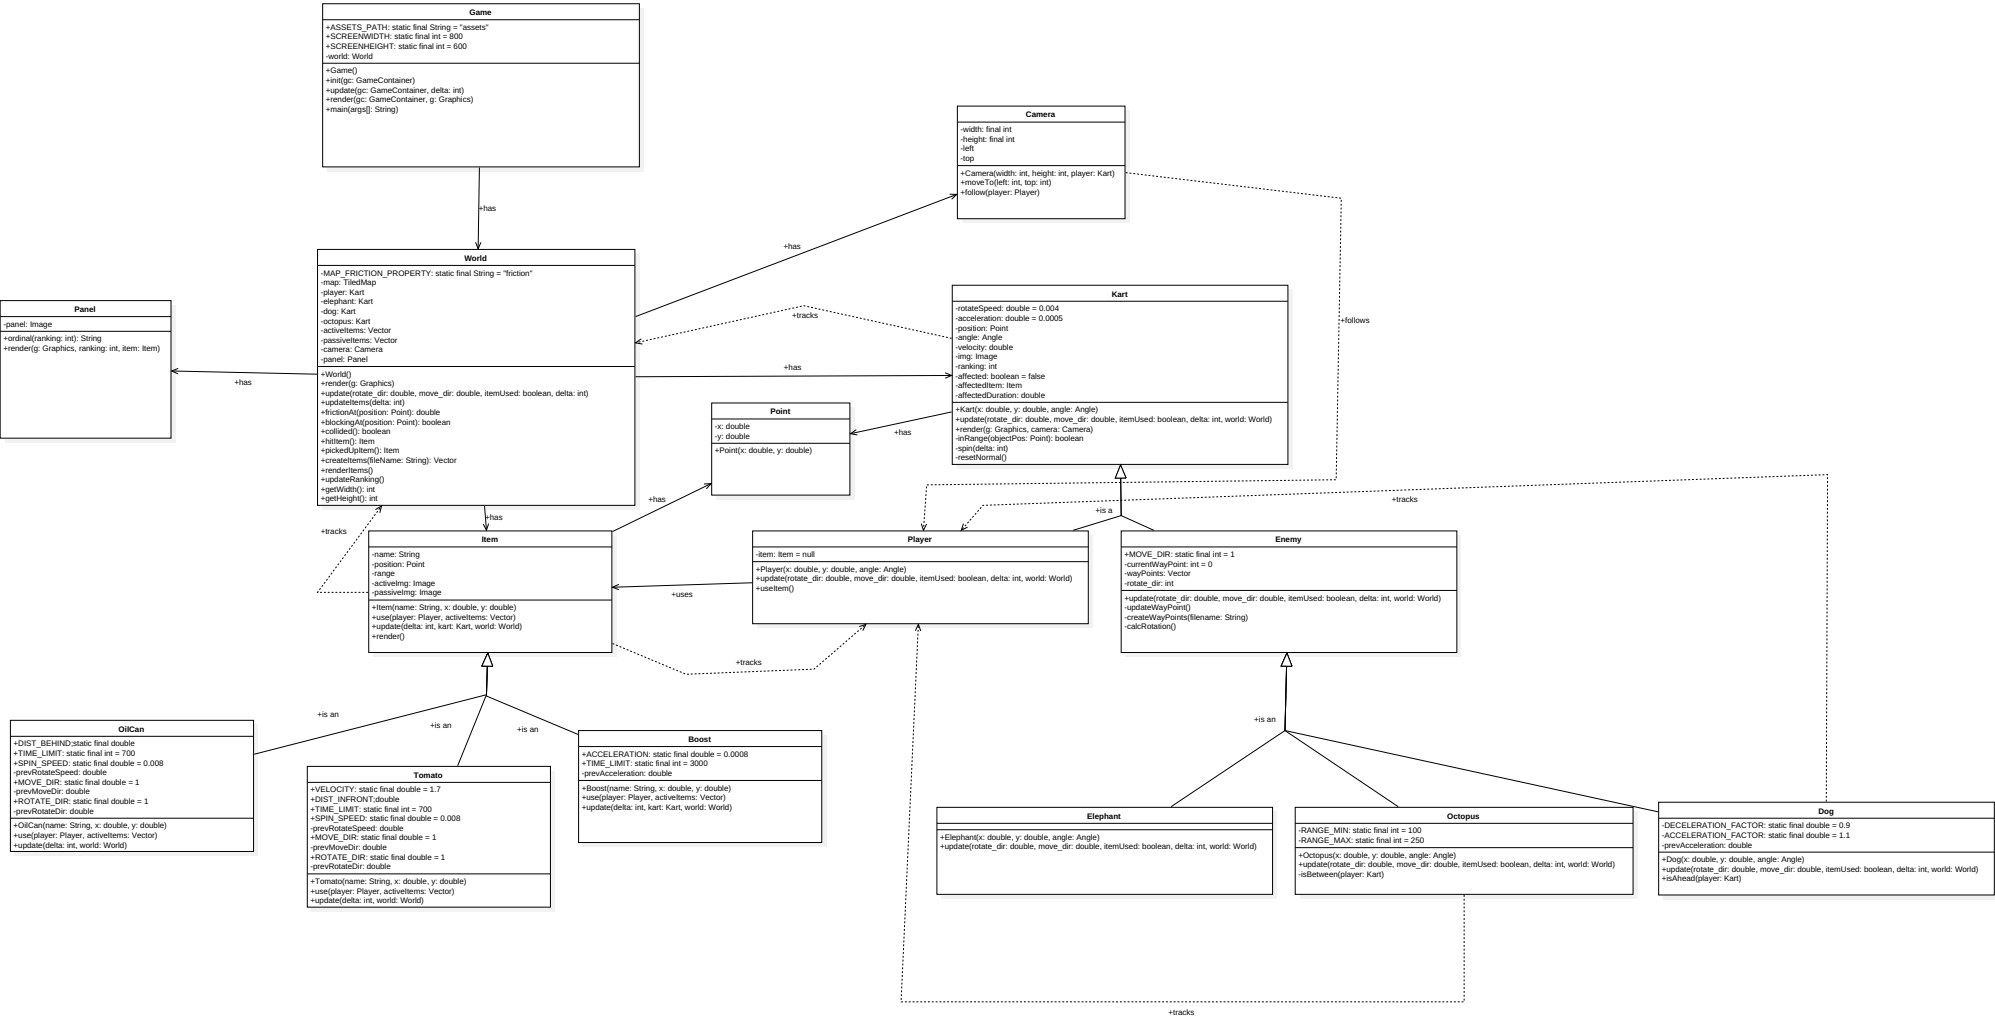 Game
+ASSETS_PATH: static final String = "assets"
+SCREENWIDTH: static final int = 800
+SCREENHEIGHT: static final int = 600
-world: World
+Game()
+init(gc: GameContainer)
+update(gc: GameContainer, delta: int)
+render(gc: GameContainer, g: Graphics)
+main(args[]: String)
+has
Camera
-width: final int
-height: final int
-left
-top
+Camera(width: int, height: int, player: Kart)
+moveTo(left: int, top: int)
+follow(player: Player)
+has
+follows
World
-MAP_FRICTION_PROPERTY: static final String = "friction"
-map: TiledMap
-player: Kart
-elephant: Kart
-dog: Kart
-octopus: Kart
-activeItems: Vector
-passiveItems: Vector
-camera: Camera
-panel: Panel
+World()
+render(g: Graphics)
+update(rotate_dir: double, move_dir: double, itemUsed: boolean, delta: int)
+updateItems(delta: int)
+frictionAt(position: Point): double
+blockingAt(position: Point): boolean
+collided(): boolean
+hitItem(): Item
+pickedUpItem(): Item
+createItems(fileName: String): Vector
+renderItems()
+updateRanking()
+getWidth(): int
+getHeight(): int
Panel
-panel: Image
+ordinal(ranking: int): String
+render(g: Graphics, ranking: int, item: Item)
+has
+tracks
+has
Kart
-rotateSpeed: double = 0.004
-acceleration: double = 0.0005
-position: Point
-angle: Angle
-velocity: double
-img: Image
-ranking: int
-affected: boolean = false
-affectedItem: Item
-affectedDuration: double
+Kart(x: double, y: double, angle: Angle)
+update(rotate_dir: double, move_dir: double, itemUsed: boolean, delta: int, world: World)
+render(g: Graphics, camera: Camera)
-inRange(objectPos: Point): boolean
-spin(delta: int)
-resetNormal()
Point
-x: double
-y: double
+Point(x: double, y: double)
+has
+has
+has
+tracks
+is a
+tracks
Item
-name: String
-position: Point
-range
-activeImg: Image
-passiveImg: Image
+Item(name: String, x: double, y: double)
+use(player: Player, activeItems: Vector)
+update(delta: int, kart: Kart, world: World)
+render()
+uses
+tracks
Player
-item: Item = null
+Player(x: double, y: double, angle: Angle)
+update(rotate_dir: double, move_dir: double, itemUsed: boolean, delta: int, world: World)
+useItem()
Enemy
+MOVE_DIR: static final int = 1
-currentWayPoint: int = 0
-wayPoints: Vector
-rotate_dir: int
+update(rotate_dir: double, move_dir: double, itemUsed: boolean, delta: int, world: World)
-updateWayPoint()
-createWayPoints(filename: String)
-calcRotation()
+is an
+is an
+is an
+is an
OilCan
+DIST_BEHIND;static final double
+TIME_LIMIT: static final int = 700
+SPIN_SPEED: static final double = 0.008
-prevRotateSpeed: double
+MOVE_DIR: static final double = 1
-prevMoveDir: double
+ROTATE_DIR: static final double = 1
-prevRotateDir: double
+OilCan(name: String, x: double, y: double)
+use(player: Player, activeItems: Vector)
+update(delta: int, world: World)
Tomato
+VELOCITY: static final double = 1.7
+DIST_INFRONT;double
+TIME_LIMIT: static final int = 700
+SPIN_SPEED: static final double = 0.008
-prevRotateSpeed: double
+MOVE_DIR: static final double = 1
-prevMoveDir: double
+ROTATE_DIR: static final double = 1
-prevRotateDir: double
+Tomato(name: String, x: double, y: double)
+use(player: Player, activeItems: Vector)
+update(delta: int, world: World)
Boost
+ACCELERATION: static final double = 0.0008
+TIME_LIMIT: static final int = 3000
-prevAcceleration: double
+Boost(name: String, x: double, y: double)
+use(player: Player, activeItems: Vector)
+update(delta: int, kart: Kart, world: World)
Elephant
+Elephant(x: double, y: double, angle: Angle)
+update(rotate_dir: double, move_dir: double, itemUsed: boolean, delta: int, world: World)
Octopus
-RANGE_MIN: static final int = 100
-RANGE_MAX: static final int = 250
+Octopus(x: double, y: double, angle: Angle)
+update(rotate_dir: double, move_dir: double, itemUsed: boolean, delta: int, world: World)
-isBetween(player: Kart)
Dog
-DECELERATION_FACTOR: static final double = 0.9
-ACCELERATION_FACTOR: static final double = 1.1
-prevAcceleration: double
+Dog(x: double, y: double, angle: Angle)
+update(rotate_dir: double, move_dir: double, itemUsed: boolean, delta: int, world: World)
+isAhead(player: Kart)
+tracks